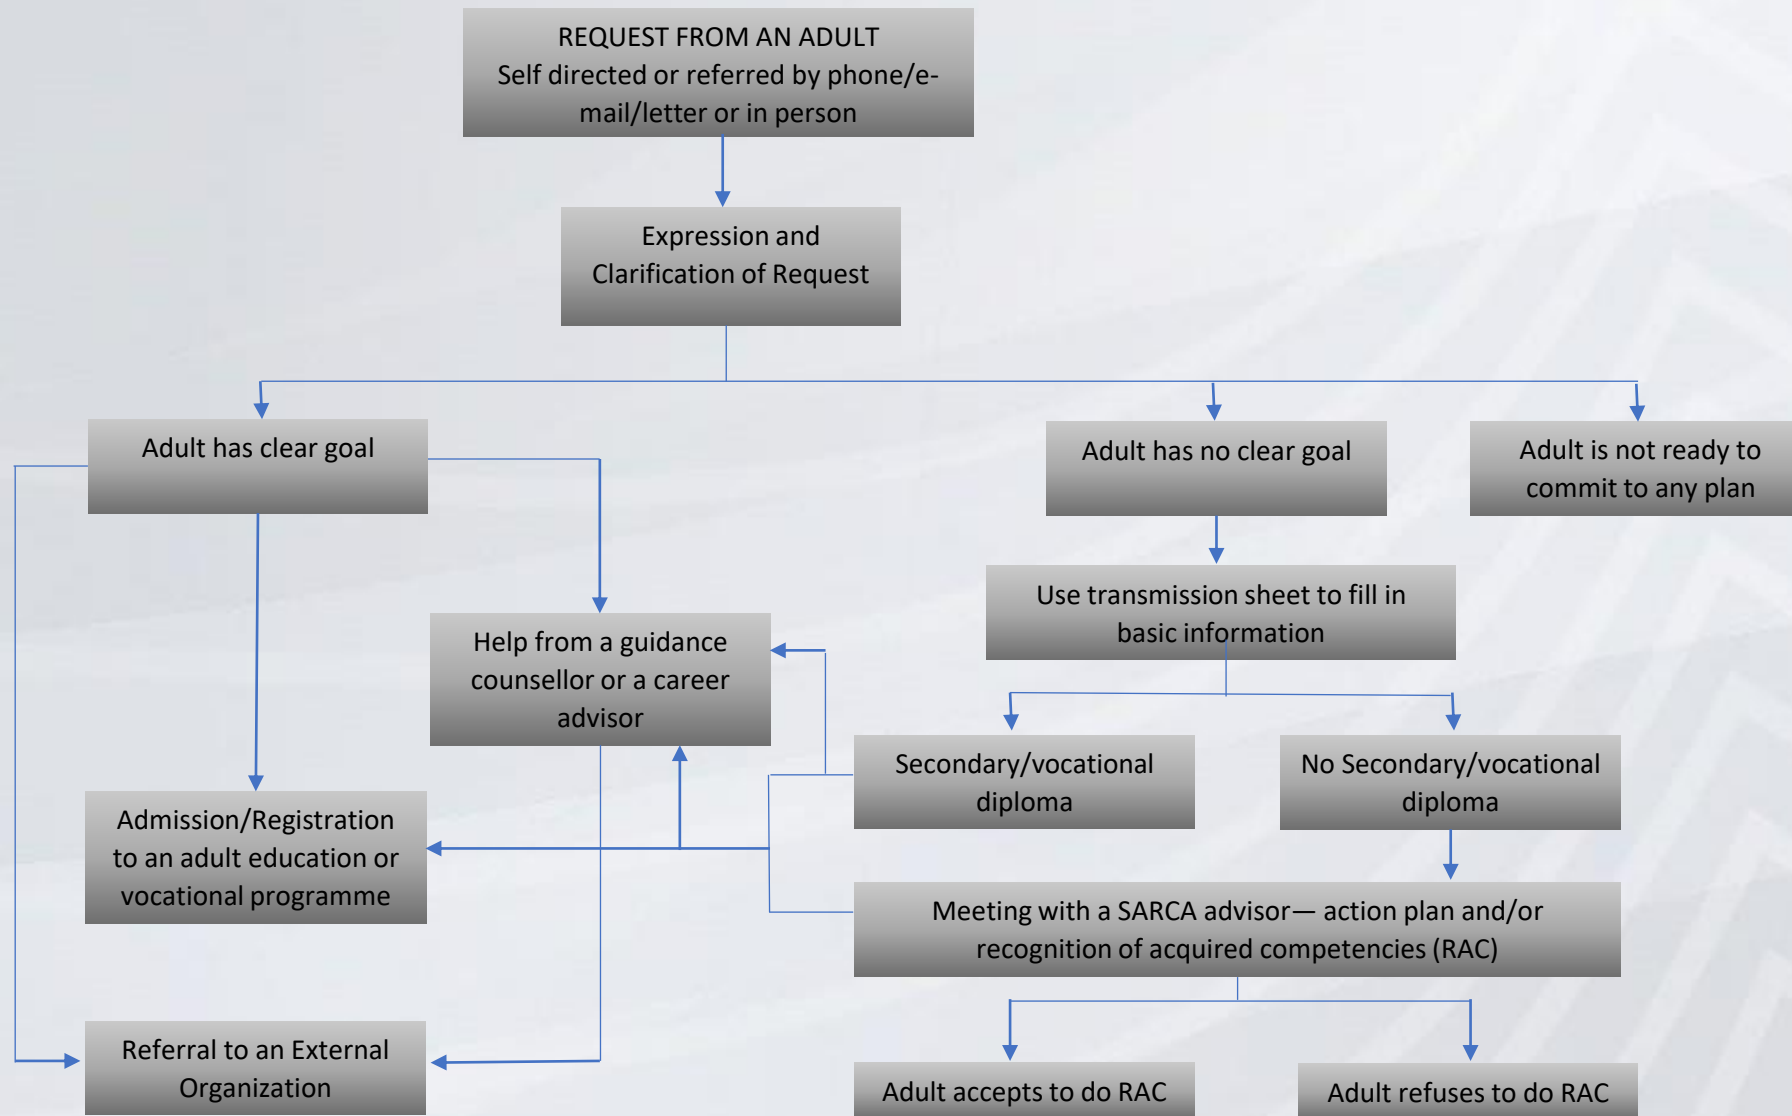 REQUEST FROM AN ADULT
Self directed or referred by phone/e-
mail/letter or in person
Expression and
Clarification of Request
Adult has clear goal
Adult has no clear goal
Adult is not ready to
commit to any plan
Use transmission sheet to fill in
basic information
Help from a guidance
counsellor or a career
advisor
Secondary/vocational
diploma
No Secondary/vocational
diploma
Admission/Registration
to an adult education or
vocational programme
Meeting with a SARCA advisor— action plan and/or
recognition of acquired competencies (RAC)
Referral to an External
Organization
Adult accepts to do RAC
Adult refuses to do RAC